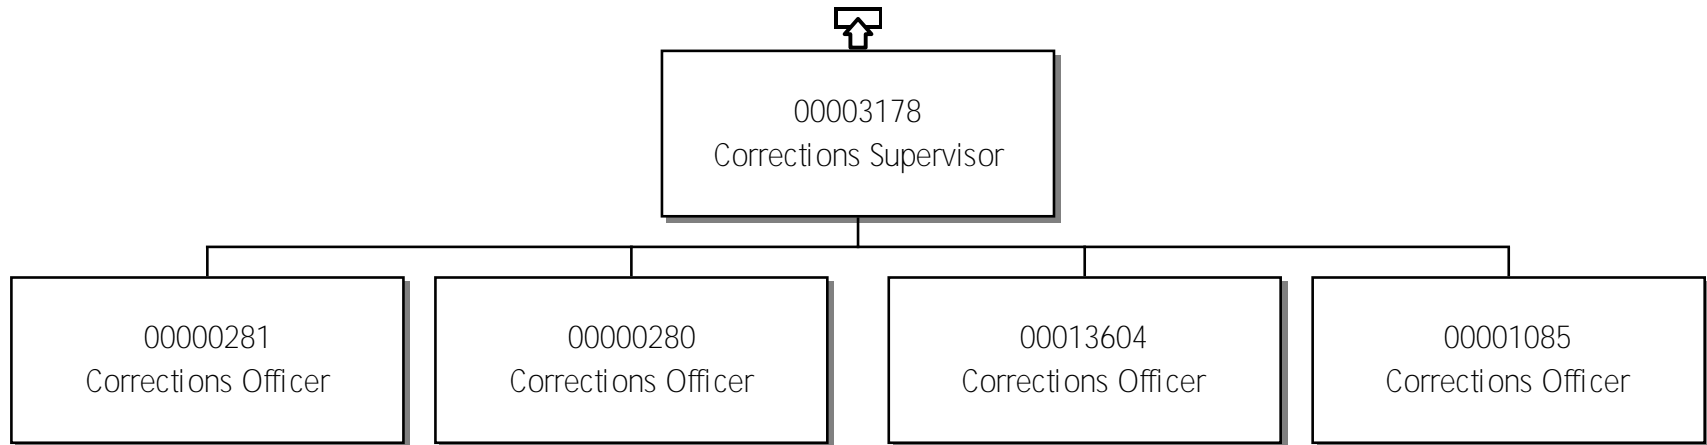 00003178
Corrections Supervisor
00000281
Corrections Officer
00000280
Corrections Officer
00013604
Corrections Officer
00001085
Corrections Officer